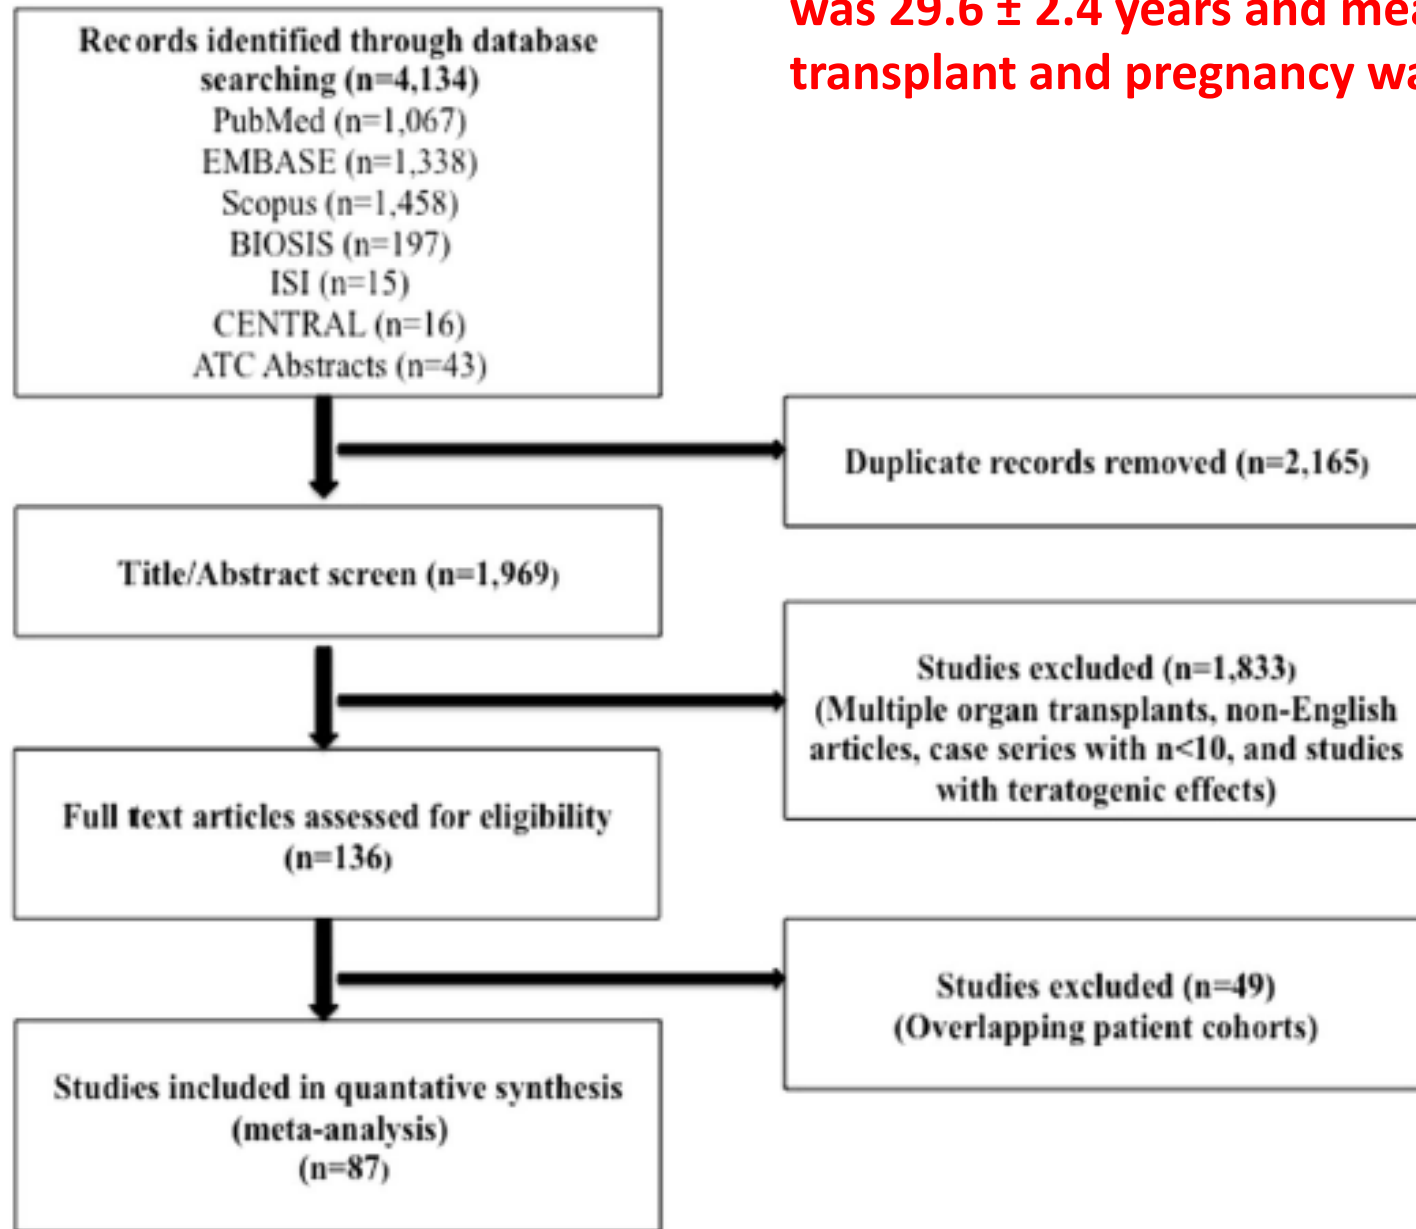 was 29.6 ± 2.4 years and mea
transplant and pregnancy wa
Records identified through database
searching (n=4,134)
PubMed (n=1,067)
EMBASE (n=1,338)
Scopus (n=1,458)
BIOSIS (n=197)
ISI (n=15)
CENTRAL (n=16)
ATC Abstracts (n=43)
Duplicate records removed (n=2,165)
Title/Abstract screen (n=1,969)
Studies excluded (n=1,833)
(Multiple organ transplants, non-English
articles, case series with n<10, and studies
with teratogenic effects)
Full text articles assessed for eligibility
(n=136)
Studies excluded (n=49)
(Overlapping patient cohorts)
Studies included in quantative synthesis
(meta-analysis)
(n=87)